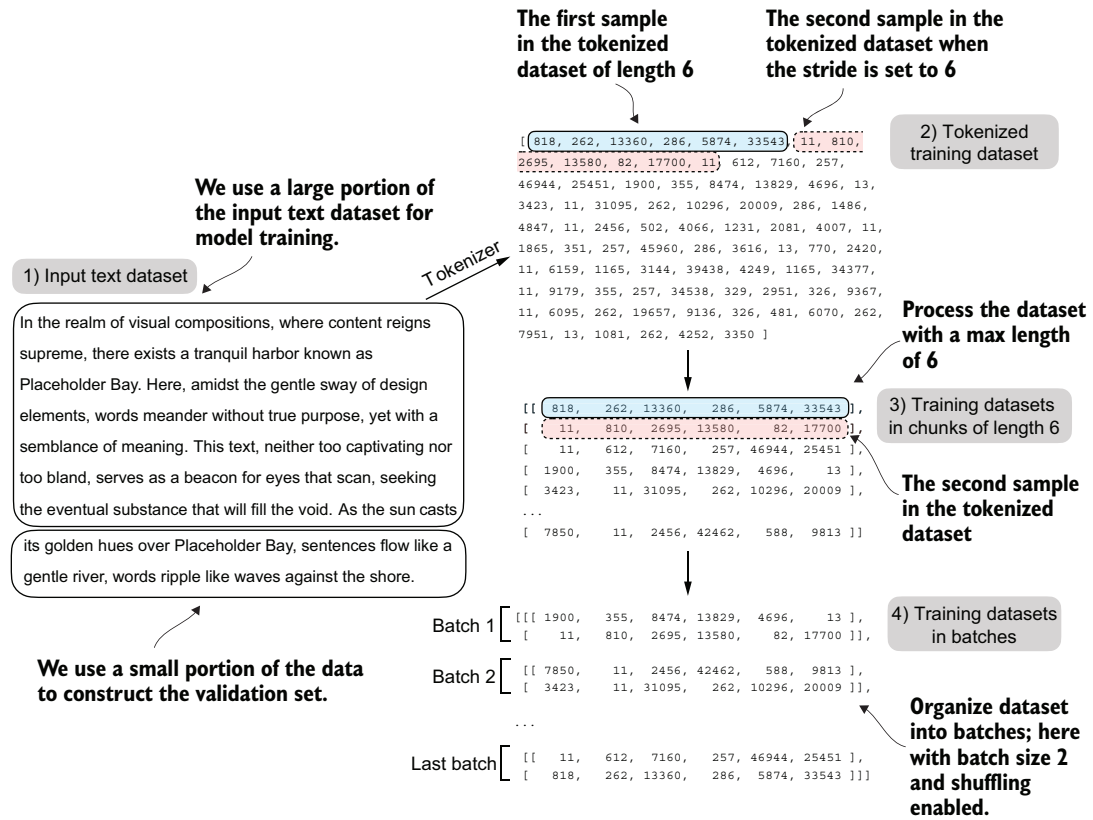 The first sample
in the tokenized
dataset of length 6
The second sample in the
tokenized dataset when
the stride is set to 6
[ 818, 262, 13360, 286, 5874, 33543, 11, 810,
2695, 13580, 82, 17700, 11, 612, 7160, 257,
46944, 25451, 1900, 355, 8474, 13829, 4696, 13,
3423, 11, 31095, 262, 10296, 20009, 286, 1486,
4847, 11, 2456, 502, 4066, 1231, 2081, 4007, 11,
1865, 351, 257, 45960, 286, 3616, 13, 770, 2420,
11, 6159, 1165, 3144, 39438, 4249, 1165, 34377,
11, 9179, 355, 257, 34538, 329, 2951, 326, 9367,
11, 6095, 262, 19657, 9136, 326, 481, 6070, 262,
7951, 13, 1081, 262, 4252, 3350 ]
2) Tokenized
training dataset
We use a large portion of
the input text dataset for
model training.
Tokenizer
1) Input text dataset
In the realm of visual compositions, where content reigns
supreme, there exists a tranquil harbor known as
Placeholder Bay. Here, amidst the gentle sway of design
elements, words meander without true purpose, yet with a
semblance of meaning. This text, neither too captivating nor
too bland, serves as a beacon for eyes that scan, seeking
the eventual substance that will fill the void. As the sun casts
its golden hues over Placeholder Bay, sentences flow like a
gentle river, words ripple like waves against the shore.
We use a small portion of the data
to construct the validation set.
Process the dataset
with a max length
of 6
[[ 818, 262, 13360, 286, 5874, 33543 ],
[ 11, 810, 2695, 13580, 82, 17700 ],
[ 11, 612, 7160, 257, 46944, 25451 ],
[ 1900, 355, 8474, 13829, 4696, 13 ],
[ 3423, 11, 31095, 262, 10296, 20009 ],
...
[ 7850, 11, 2456, 42462, 588, 9813 ]]
3) Training datasets
in chunks of length 6
The second sample
in the tokenized
dataset
Batch 1
[[[ 1900, 355, 8474, 13829, 4696, 13 ],
[ 11, 810, 2695, 13580, 82, 17700 ]],
Batch 2
[[ 7850, 11, 2456, 42462, 588, 9813 ],
[ 3423, 11, 31095, 262, 10296, 20009 ]],
...
Last batch
[[ 11, 612, 7160, 257, 46944, 25451 ],
[ 818, 262, 13360, 286, 5874, 33543 ]]]
4) Training datasets
in batches
Organize dataset
into batches; here
with batch size 2
and shuffling
enabled.